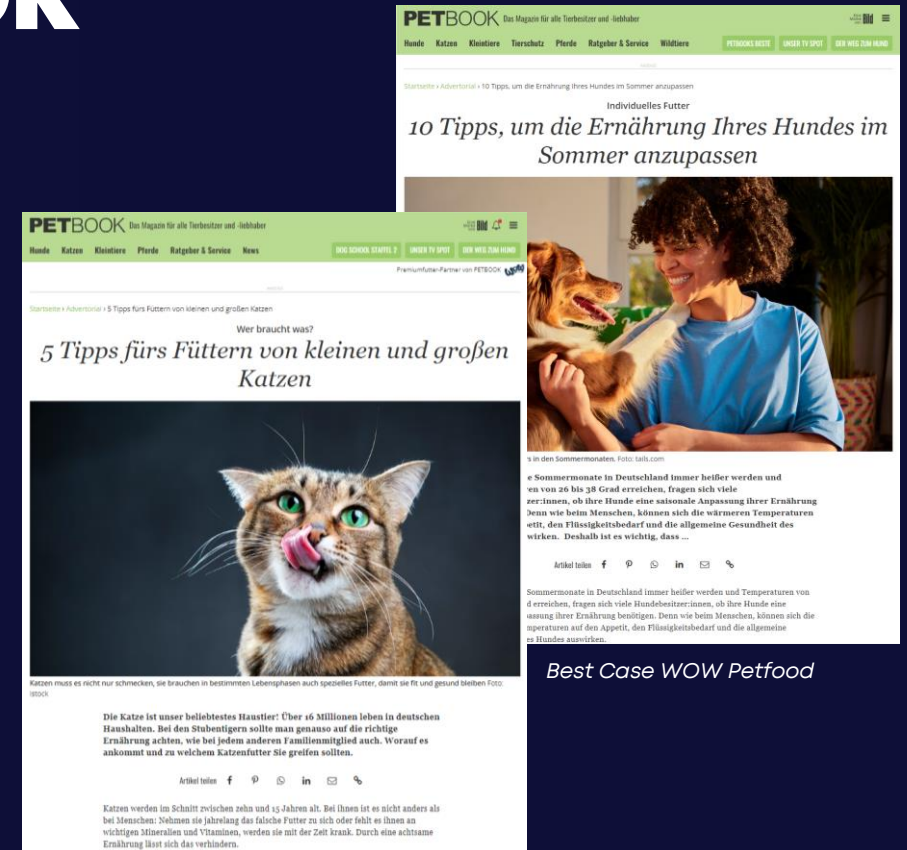 OK
PETBOOK Das Magazin für alle Tierbesitzer und -liebhaber
Bild
Hunde Katzen Kleintiere Tierschutz Pferde Ratgeber & Service Wildtiere PETBOOKS BESTE UNSER TV SPOT DER WEG ZUM HUND
Startseite › Advertorial › 10 Tipps, um die Ernährung Ihres Hundes im Sommer anzupassen
Individuelles Futter
10 Tipps, um die Ernährung Ihres Hundes im
Sommer anzupassen
s in den Sommermonaten. Foto: tails.com
e Sommermonate in Deutschland immer heißer werden und
en von 26 bis 38 Grad erreichen, fragen sich viele
zer:innen, ob ihre Hunde eine saisonale Anpassung ihrer Ernährung
Denn wie beim Menschen, können sich die wärmeren Temperaturen
etit, den Flüssigkeitsbedarf und die allgemeine Gesundheit des
wirken. Deshalb ist es wichtig, dass ...
Artikel teilen
Sommermonate in Deutschland immer heißer werden und Temperaturen von
d erreichen, fragen sich viele Hundebesitzer:innen, ob ihre Hunde eine
assung ihrer Ernährung benötigen. Denn wie beim Menschen, können sich die
mperaturen auf den Appetit, den Flüssigkeitsbedarf und die allgemeine
es Hundes auswirken.
Best Case WOW Petfood
PETBOOK Das Magazin für alle Tierbesitzer und -liebhaber
Bild
Hunde Katzen Kleintiere Pferde Ratgeber & Service News DOG SCHOOL STAFFEL 2 UNSER TV SPOT DER WEG ZUM HUND
Premiumfutter-Partner von PETBOOK
Startseite › Advertorial › 5 Tipps fürs Füttern von kleinen und großen Katzen
Wer braucht was?
5 Tipps fürs Füttern von kleinen und großen
Katzen
Katzen muss es nicht nur schmecken, sie brauchen in bestimmten Lebensphasen auch spezielles Futter, damit sie fit und gesund bleiben Foto:
istock
Die Katze ist unser beliebtestes Haustier! Über 16 Millionen leben in deutschen
Haushalten. Bei den Stubentigern sollte man genauso auf die richtige
Ernährung achten, wie bei jedem anderen Familienmitglied auch. Worauf es
ankommt und zu welchem Katzenfutter Sie greifen sollten.
Artikel teilen
Katzen werden im Schnitt zwischen zehn und 15 Jahren alt. Bei ihnen ist es nicht anders als
bei Menschen: Nehmen sie jahrelang das falsche Futter zu sich oder fehlt es ihnen an
wichtigen Mineralien und Vitaminen, werden sie mit der Zeit krank. Durch eine achtsame
Ernährung lässt sich das verhindern.